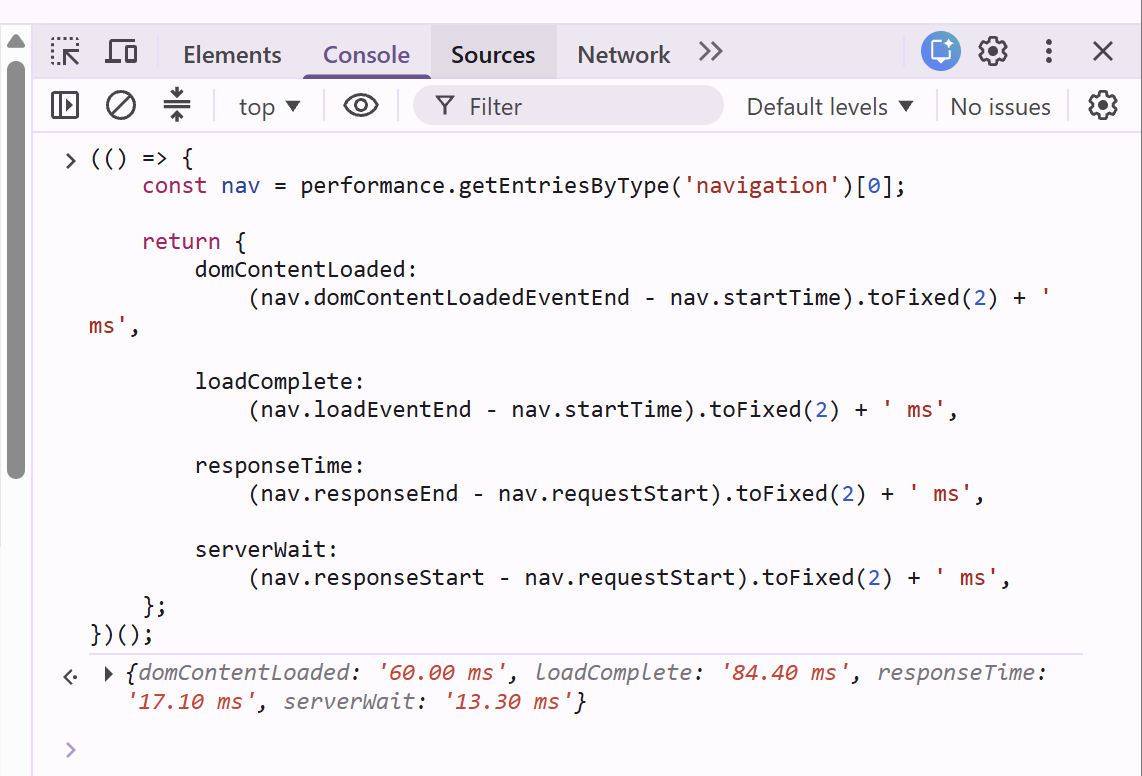 Elements Console Sources Network
top Filter Default levels No issues
(() => {
    const nav = performance.getEntriesByType('navigation')[0];

    return {
        domContentLoaded:
            (nav.domContentLoadedEventEnd - nav.startTime).toFixed(2) + '
ms',

        loadComplete:
            (nav.loadEventEnd - nav.startTime).toFixed(2) + ' ms',

        responseTime:
            (nav.responseEnd - nav.requestStart).toFixed(2) + ' ms',

        serverWait:
            (nav.responseStart - nav.requestStart).toFixed(2) + ' ms',
    };
})();
{domContentLoaded: '60.00 ms', loadComplete: '84.40 ms', responseTime:
'17.10 ms', serverWait: '13.30 ms'}